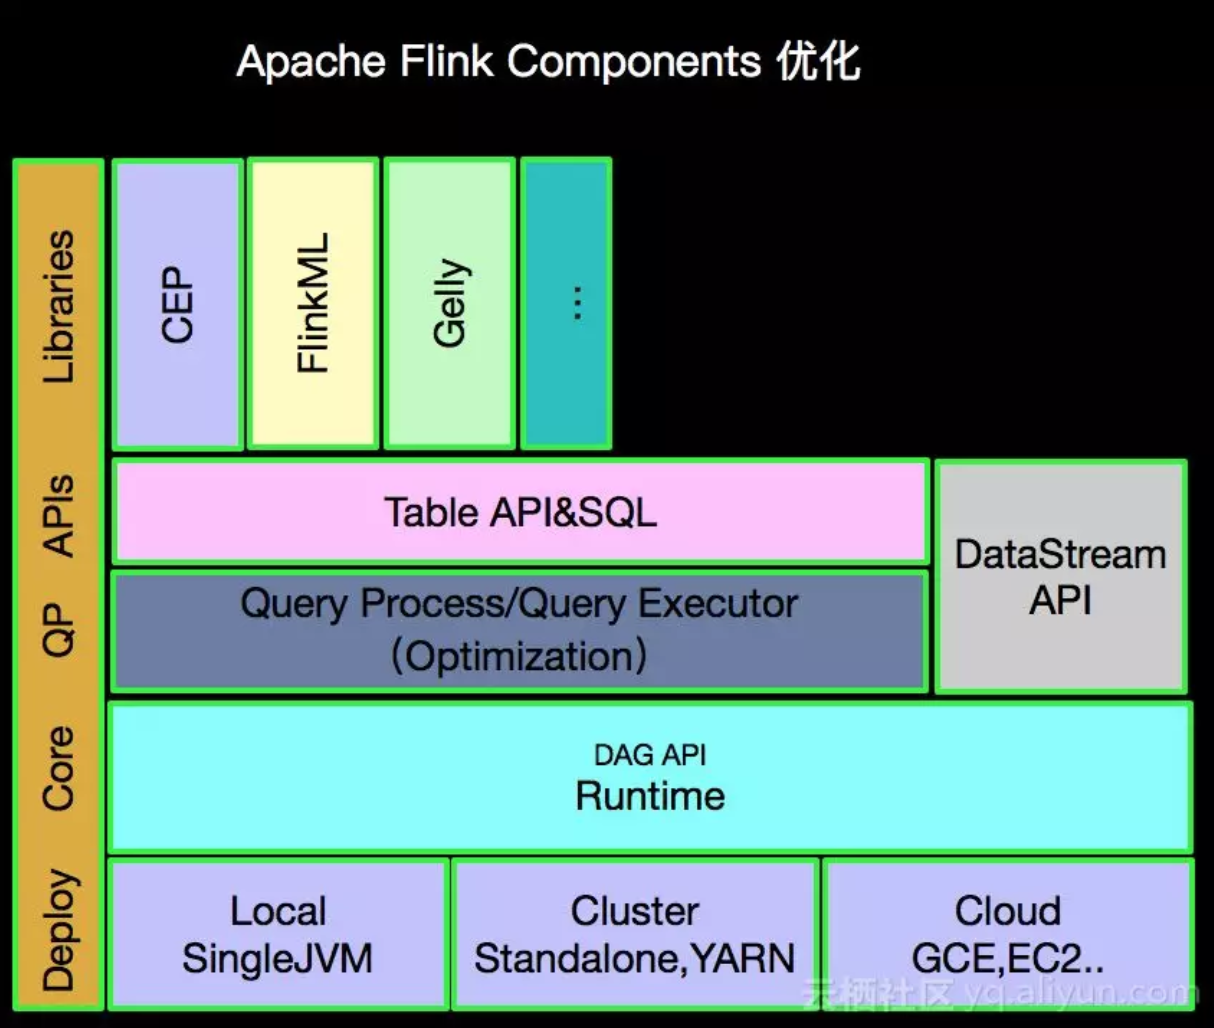 Apache Flink Components 优化
Libraries
CEP
FlinkML
Gelly
...
APIs
Table API&SQL
DataStream
API
QP
Query Process/Query Executor
(Optimization)
Core
DAG API
Runtime
Deploy
Local
SingleJVM
Cluster
Standalone,YARN
Cloud
GCE,EC2..
云栖社区 yq.aliyun.com